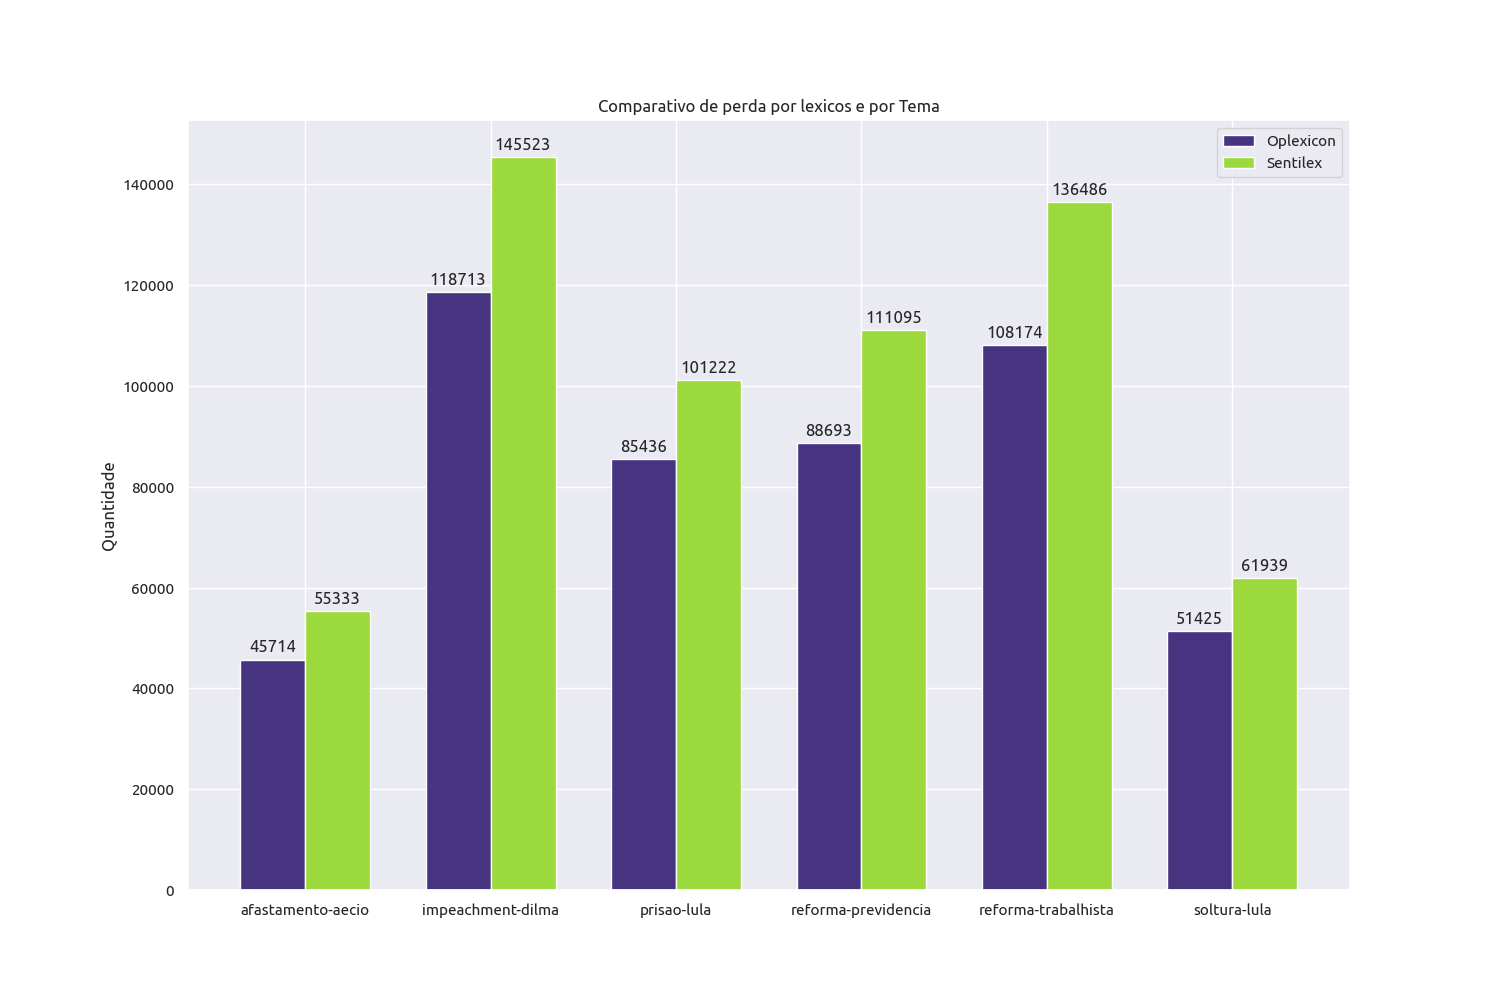 Comparativo de perda por lexicos e por Tema
Oplexicon
Sentilex
Quantidade
140000
120000
100000
80000
60000
40000
20000
0
45714
55333
118713
145523
85436
101222
88693
111095
108174
136486
51425
61939
afastamento-aecio
impeachment-dilma
prisao-lula
reforma-previdencia
reforma-trabalhista
soltura-lula